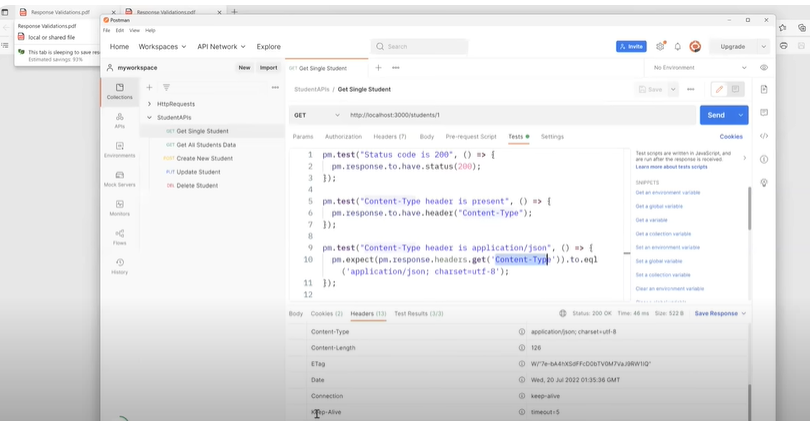 Response Validations.pdf
Response Validations.pdf
Response Validations.pdf
local or shared file
This tab is sleeping to save res
Estimated savings: 93%
Postman
File Edit View Help
Home Workspaces API Network Explore
Search
Invite
Upgrade
myworkspace
New Import
GET Get Single Student
No Environment
Collections
APIs
Environments
Mock Servers
Monitors
Flows
History
HttpRequests
StudentAPIs
GET Get Single Student
GET Get All Students Data
POST Create New Student
PUT Update Student
DEL Delete Student
StudentAPIs / Get Single Student
Save
GET http://localhost:3000/students/1
Send
Params Authorization Headers (7) Body Pre-request Script Tests Settings
Cookies
1 pm.test("Status code is 200", () => {
2 pm.response.to.have.status(200);
3 });
4
5 pm.test("Content-Type header is present", () => {
6 pm.response.to.have.header("Content-Type");
7 });
8
9 pm.test("Content-Type header is application/json", () => {
10 pm.expect(pm.response.headers.get('Content-Type')).to.eql
('application/json; charset=utf-8');
11 });
12
Test scripts are written in JavaScript, and
are run after the response is received.
Learn more about tests scripts
SNIPPETS
Get an environment variable
Get a global variable
Get a variable
Get a collection variable
Set an environment variable
Set a global variable
Set a collection variable
Clear an environment variable
Body Cookies (2) Headers (13) Test Results (3/3)
Status: 200 OK Time: 46 ms Size: 522 B Save Response
Content-Type application/json; charset=utf-8
Content-Length 126
ETag
Date Wed, 20 Jul 2022 01:35:36 GMT
Connection keep-alive
Keep-Alive timeout=5